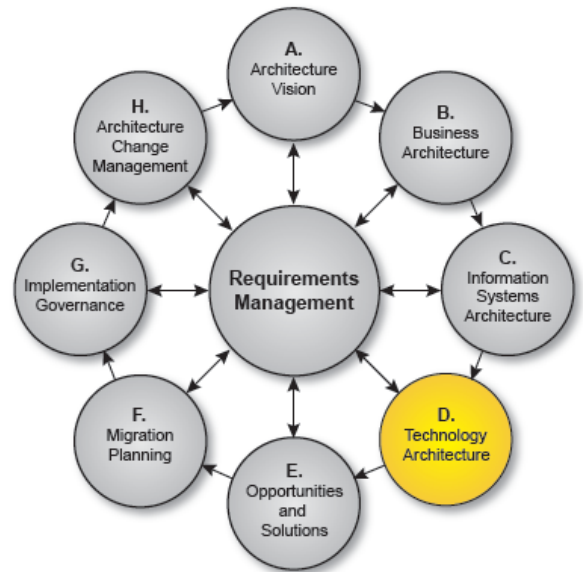 A.
Architecture
Vision
B.
Business
Architecture
C.
Information
Systems
Architecture
D.
Technology
Architecture
E.
Opportunities
and
Solutions
F.
Migration
Planning
G.
Implementation
Governance
H.
Architecture
Change
Management
Requirements
Management